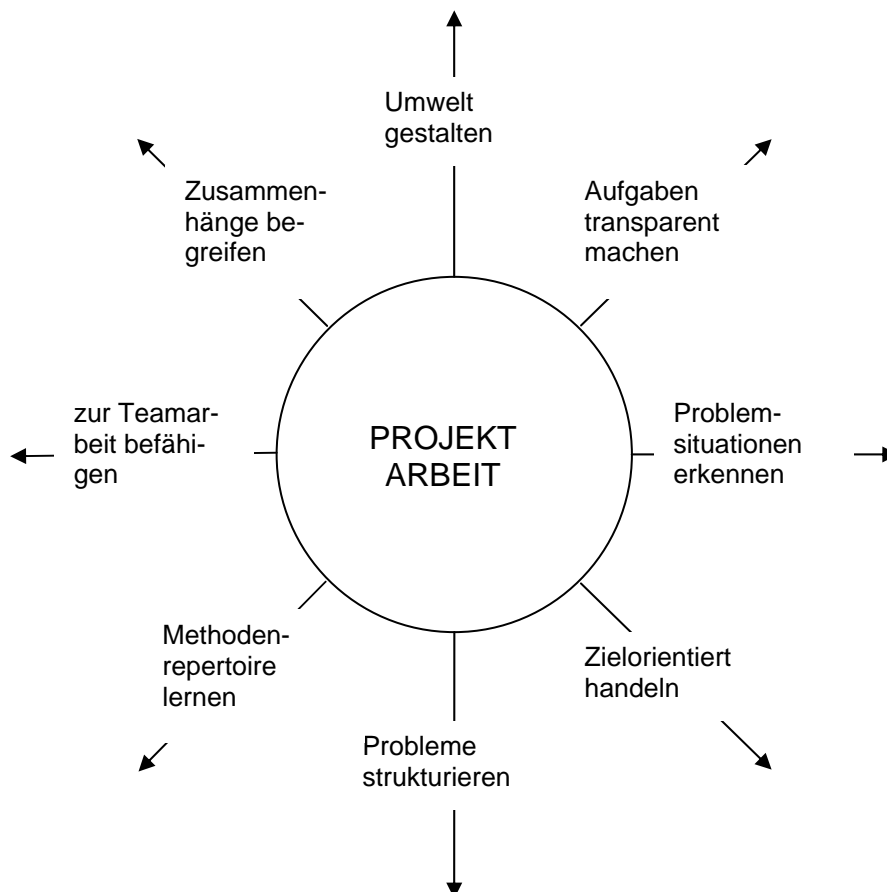 Umwelt
gestalten
Zusammen-
hänge be-
greifen
Aufgaben
transparent
machen
zur Teamar-
beit befähi-
gen
PROJEKT
ARBEIT
Problem-
situationen
erkennen
Methoden-
repertoire
lernen
Zielorientiert
handeln
Probleme
strukturieren